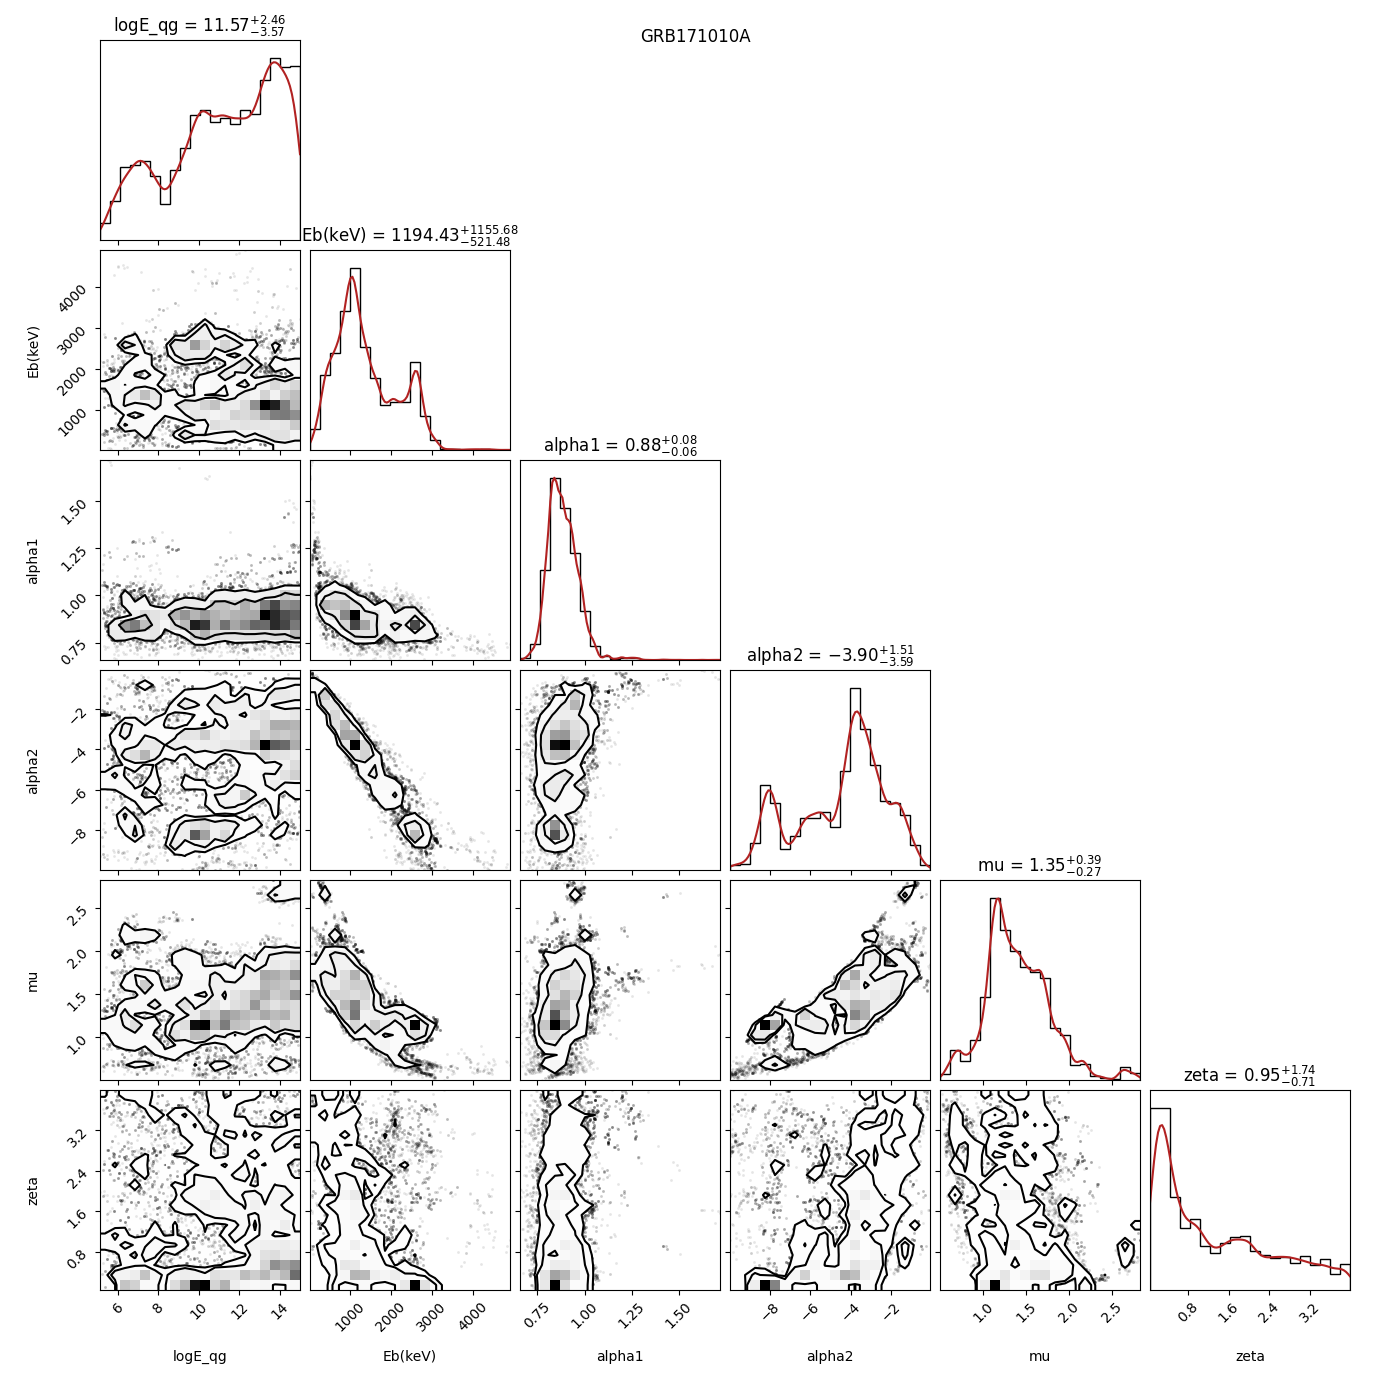 GRB171010A
logE_qg = 11.57+2.46−3.57
Eb(keV) = 1194.43+1155.68−521.48
Eb(keV)
4000
3000
2000
1000
alpha1 = 0.88+0.08−0.06
alpha1
1.50
1.25
1.00
0.75
alpha2 = −3.90+1.51−3.59
alpha2
−2
−4
−6
−8
mu = 1.35+0.39−0.27
mu
2.5
2.0
1.5
1.0
zeta = 0.95+1.74−0.71
zeta
3.2
2.4
1.6
0.8
6 8 10 12 14 1000 2000 3000 4000 0.75 1.00 1.25 1.50 −8 −6 −4 −2 1.0 1.5 2.0 2.5 0.8 1.6 2.4 3.2
logE_qg Eb(keV) alpha1 alpha2 mu zeta